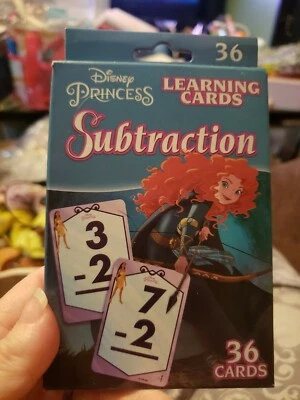 36
Disney
PRINCESS
LEARNING
CARDS
Subtraction
3
-2
7
-2
36
CARDS